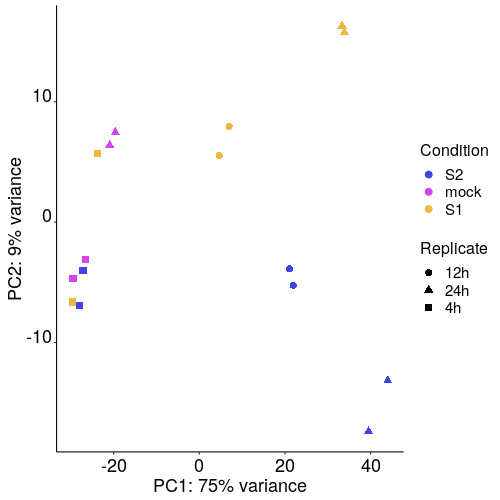 10
0
-10
PC2: 9% variance
-20
0
20
40
PC1: 75% variance
Condition
S2
mock
S1
Replicate
12h
24h
4h